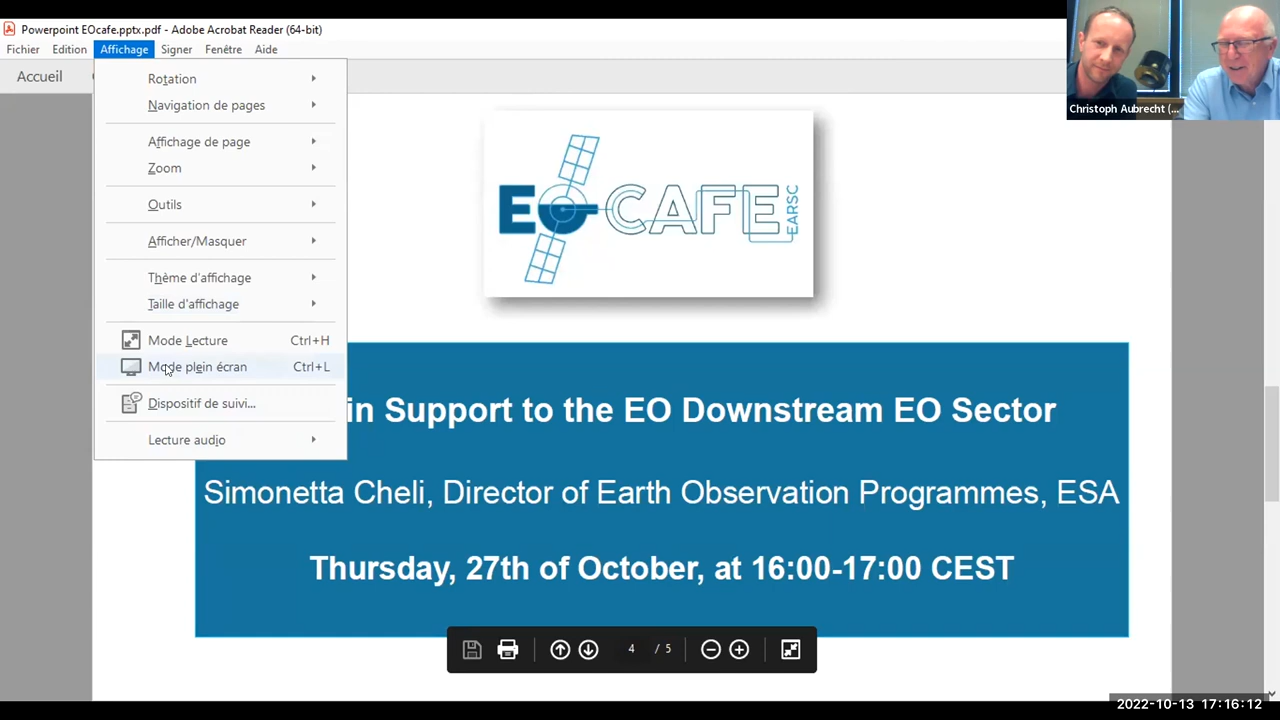 Powerpoint EOcafe.pptx.pdf - Adobe Acrobat Reader (64-bit)
Fichier Edition Affichage Signer Fenêtre Aide
Accueil
Rotation
Navigation de pages
Affichage de page
Zoom
Outils
Afficher/Masquer
Thème d'affichage
Taille d'affichage
Mode Lecture Ctrl+H
Mode plein écran Ctrl+L
Dispositif de suivi...
Lecture audio
EO CAFE EARSC
in Support to the EO Downstream EO Sector
Simonetta Cheli, Director of Earth Observation Programmes, ESA
Thursday, 27th of October, at 16:00-17:00 CEST
4 / 5
Christoph Aubrecht (...
2022-10-13 17:16:12